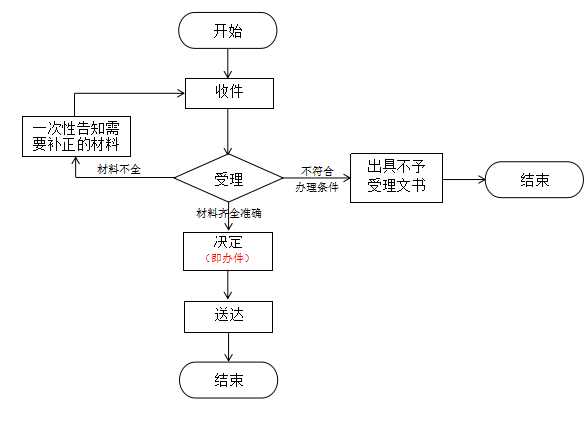 开始
收件
一次性告知需
要补正的材料
材料不全
受理
不符合
办理条件
出具不予
受理文书
结束
材料齐全准确
决定
（即办件）
送达
结束